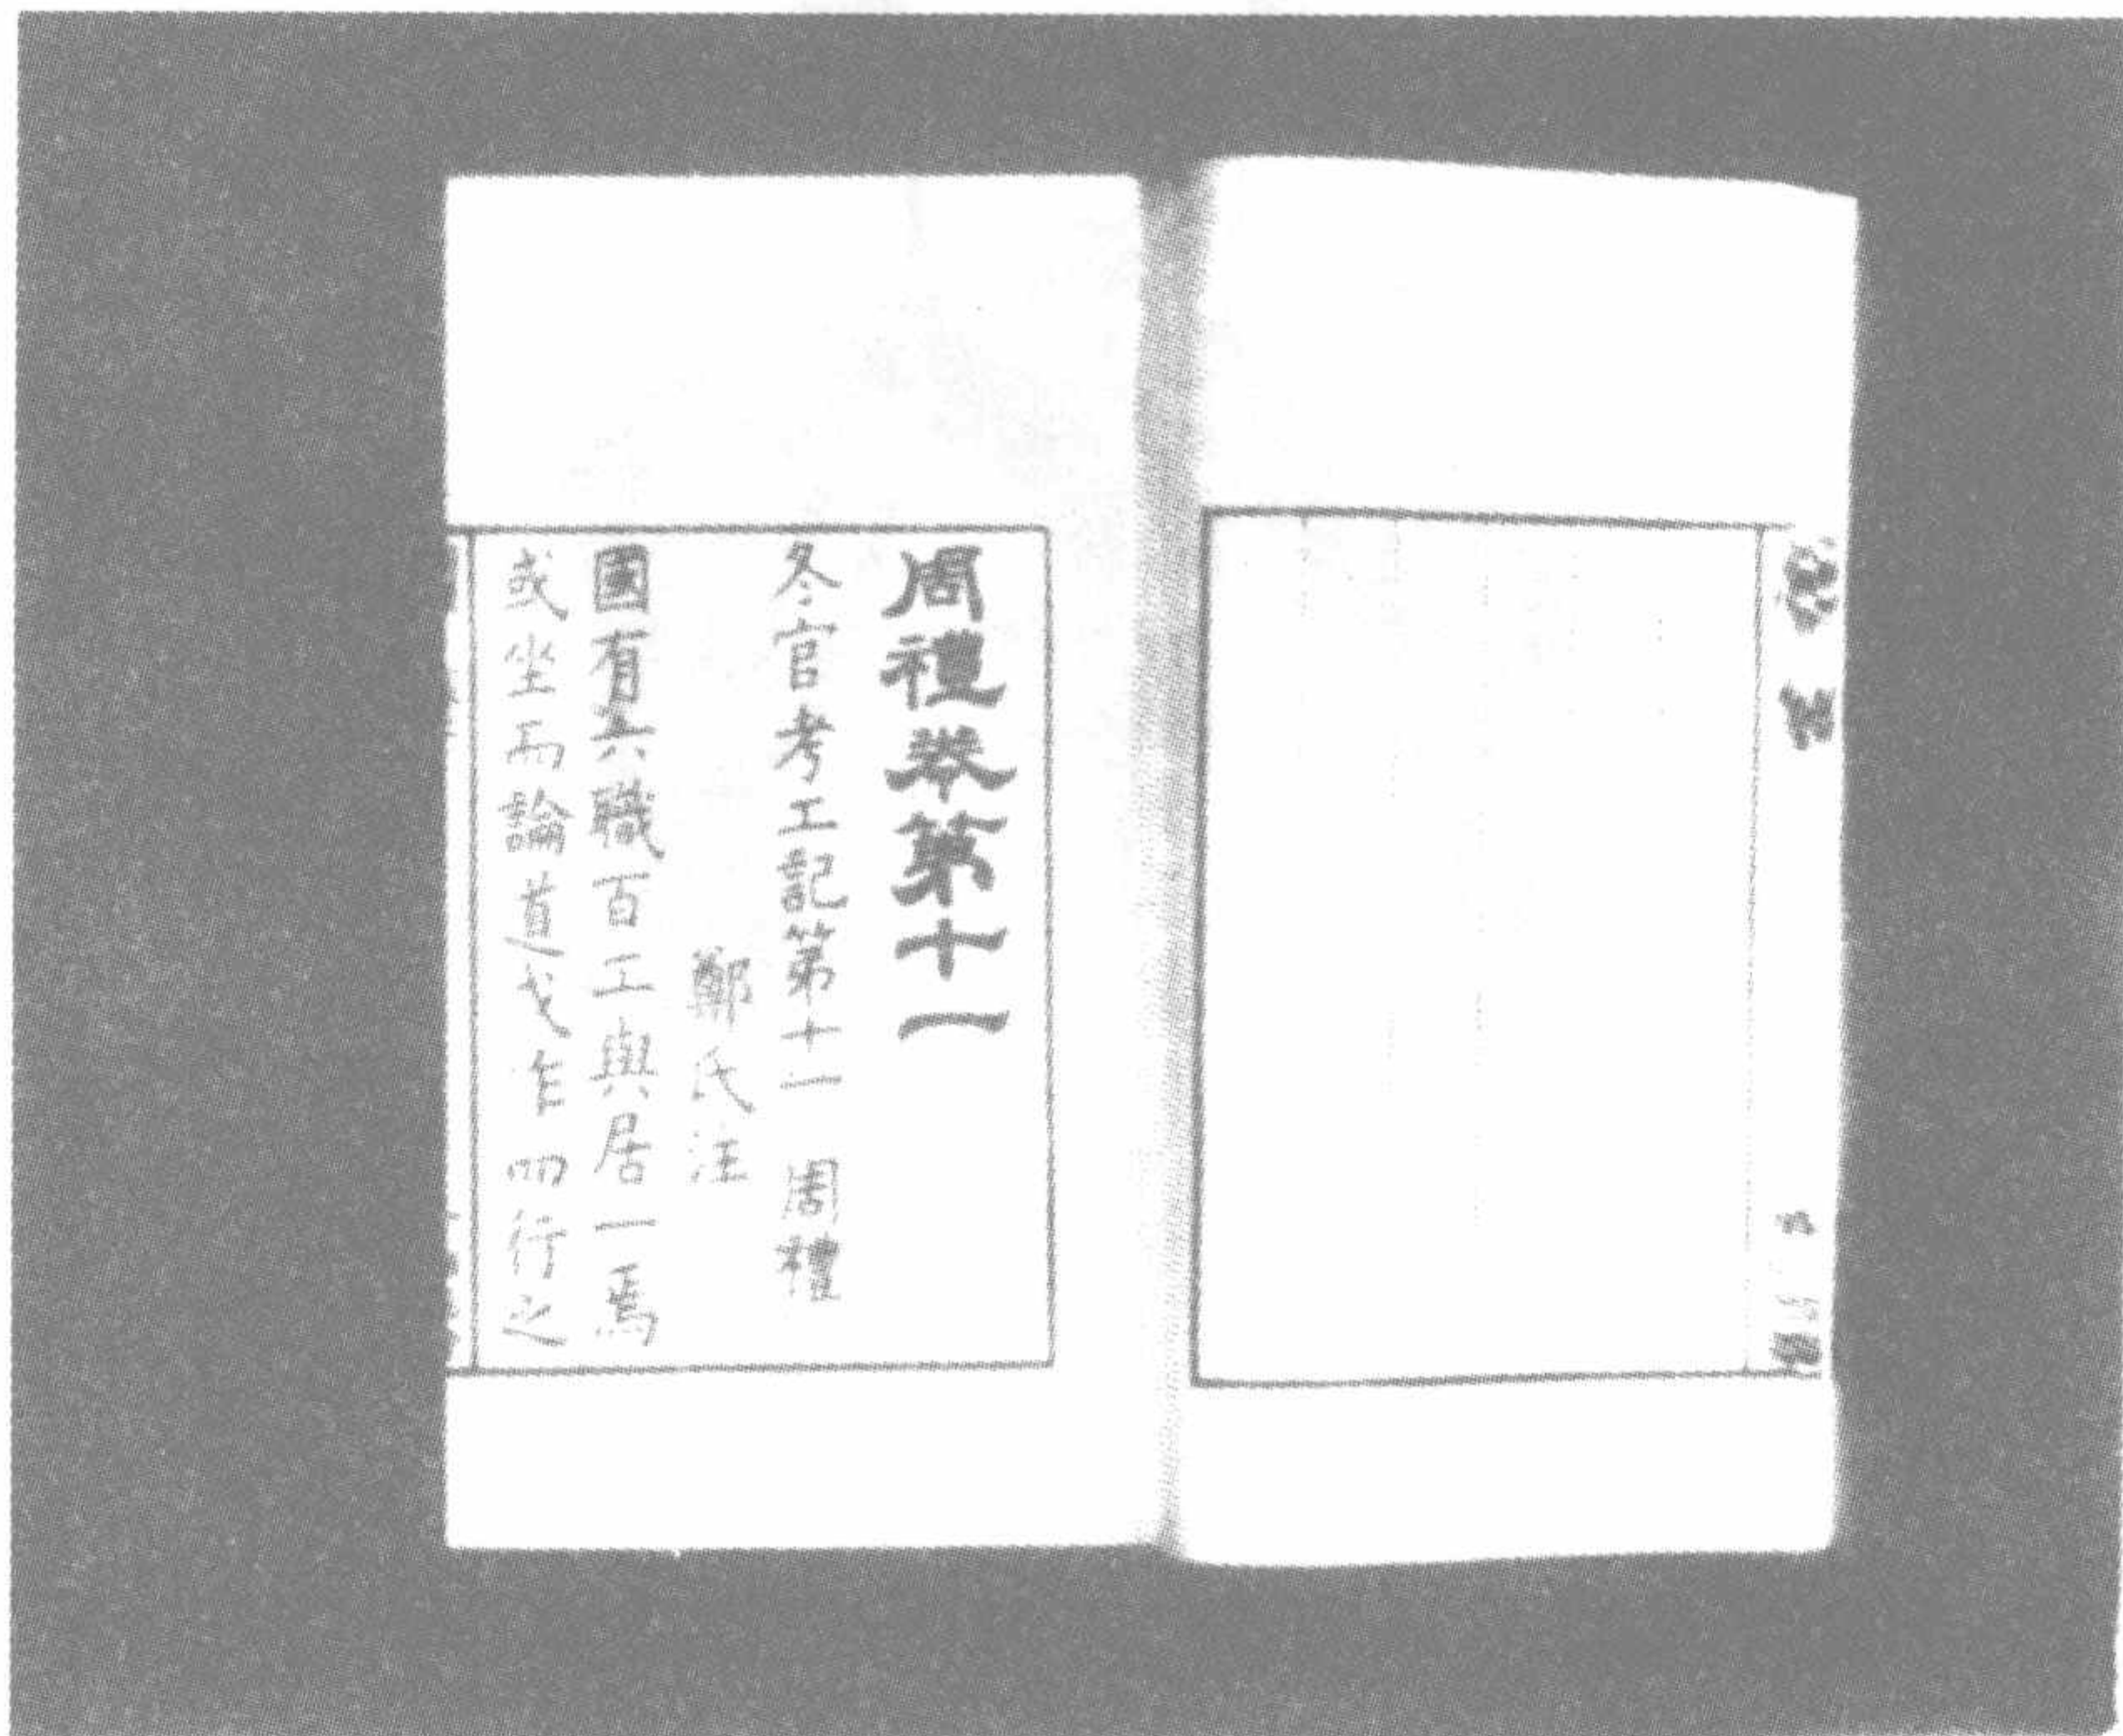 周禮卷第十一
冬官考工記第十一 周禮
鄭氏注
國有六職百工與居一焉
或坐而論道或作而行之